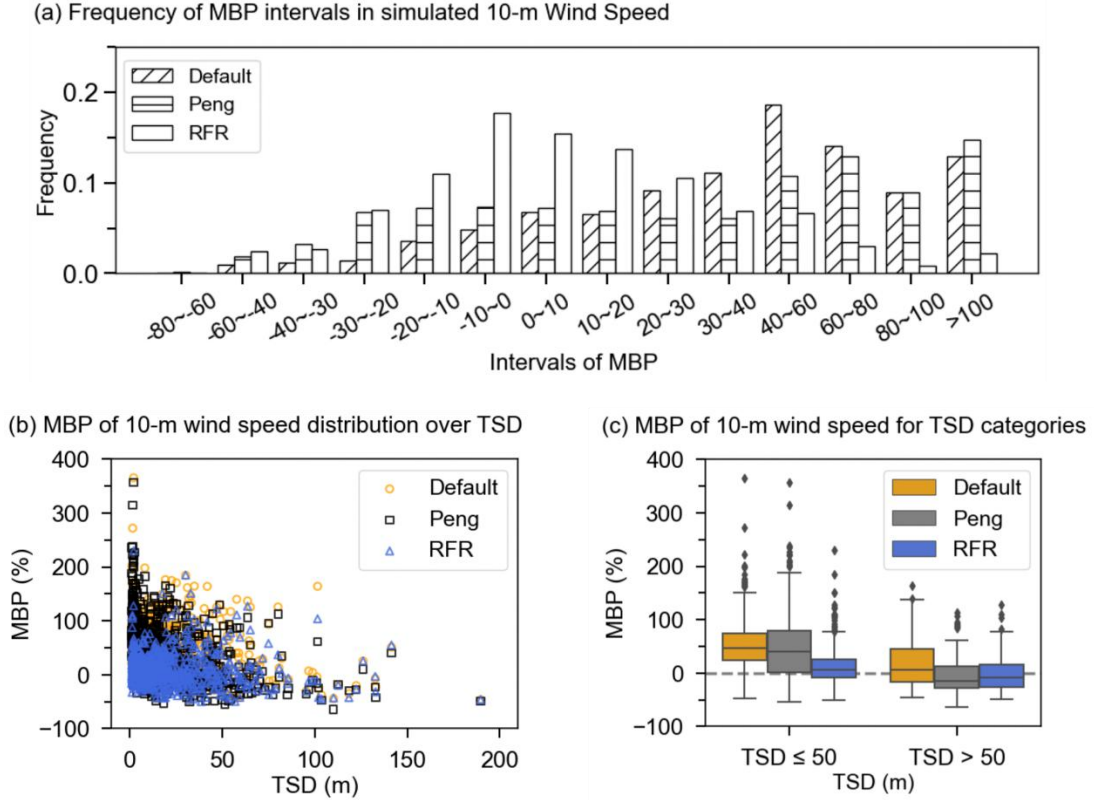 (a) Frequency of MBP intervals in simulated 10-m Wind Speed
Frequency
0.2
0.1
0.0
Default
Peng
RFR
-80~-60
-60~-40
-40~-30
-30~-20
-20~-10
-10~0
0~10
10~20
20~30
30~40
40~60
60~80
80~100
>100
Intervals of MBP
(b) MBP of 10-m wind speed distribution over TSD
MBP (%)
400
300
200
100
0
−100
Default
Peng
RFR
0
50
100
150
200
TSD (m)
(c) MBP of 10-m wind speed for TSD categories
MBP (%)
400
300
200
100
0
−100
Default
Peng
RFR
TSD ≤ 50
TSD > 50
TSD (m)